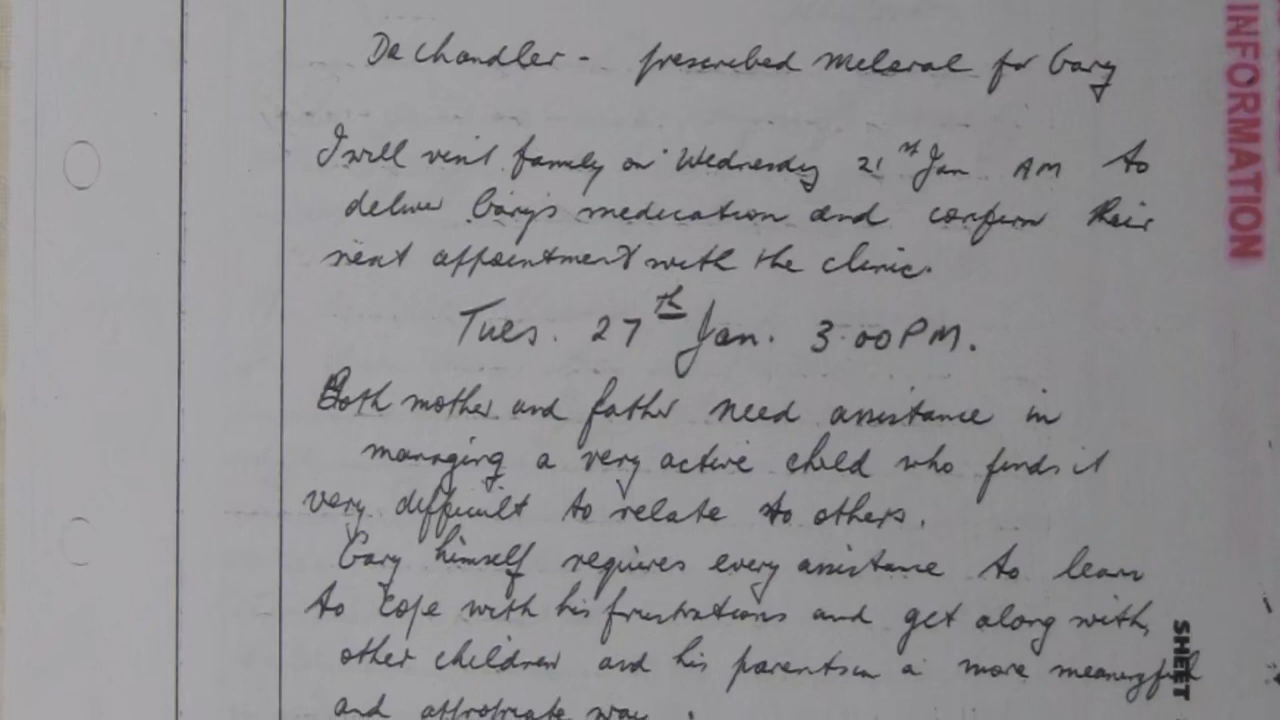 Dr Chandler - prescribed Meleral for Gary
I will visit family on Wednesday 21st Jan AM to
deliver Gary's medication and confirm their
next appointment with the clinic.
Tues. 27th Jan. 3.00 PM.
Both mother and father need assistance in
managing a very active child who finds it
very difficult to relate to others.
Gary himself requires every assistance to learn
to cope with his frustrations and get along with
other children and his parents in a more meaningful
and appropriate way.
INFORMATION
SHEET